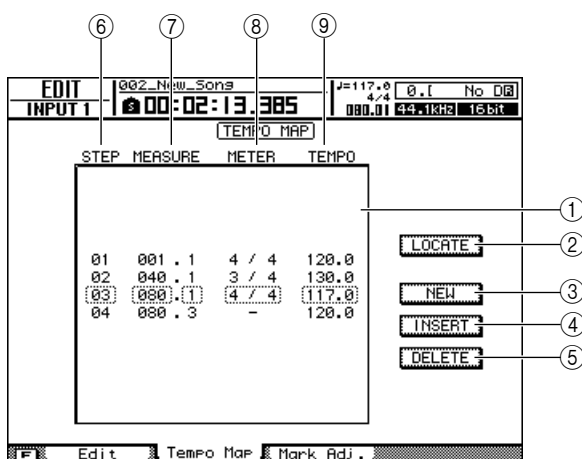 ⑥ ⑦ ⑧ ⑨
EDIT
INPUT 1
002_New_Song
S 00:02:13.385
♩=117.0
4/4
080.01
0.[ No D
44.1kHz 16bit
TEMPO MAP
STEP MEASURE METER TEMPO
01 001 . 1 4 / 4 120.0
02 040 . 1 3 / 4 130.0
03 080 . 1 4 / 4 117.0
04 080 . 3 - 120.0
①
LOCATE ②
NEW ③
INSERT ④
DELETE ⑤
F Edit Tempo Map Mark Adj.